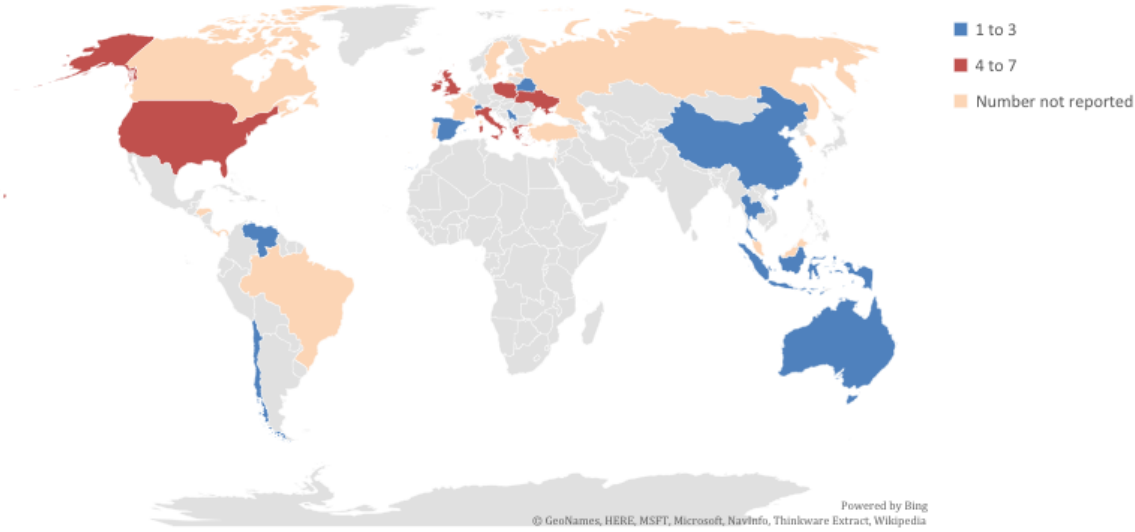 1 to 3
4 to 7
Number not reported
Powered by Bing
© GeoNames, HERE, MSFT, Microsoft, NavInfo, Thinkware Extract, Wikipedia